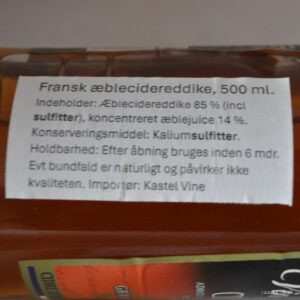 Fransk æblecidereddike, 500 ml.
Indeholder: Æblecidereddike 85 % (incl
sulfitter), koncentreret æblejuice 14 %.
Konserveringsmiddel: Kaliumsulfitter.
Holdbarhed: Efter åbning bruges inden 6 mdr.
Evt bundfald er naturligt og påvirker ikke
kvaliteten. Importør: Kastel Vine